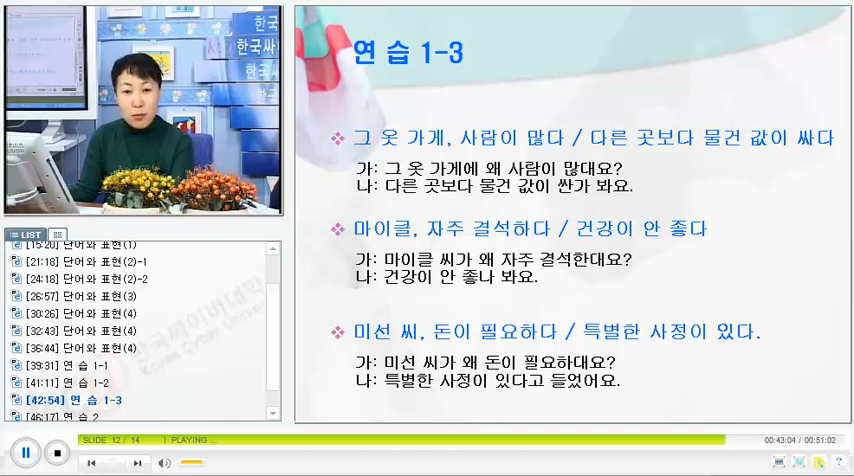 한국
한국싸
연 습 1-3
그 옷 가게, 사람이 많다 / 다른 곳보다 물건 값이 싸다
가: 그 옷 가게에 왜 사람이 많대요?
나: 다른 곳보다 물건 값이 싼가 봐요.
마이클, 자주 결석하다 / 건강이 안 좋다
가: 마이클 씨가 왜 자주 결석한대요?
나: 건강이 안 좋나 봐요.
미선 씨, 돈이 필요하다 / 특별한 사정이 있다.
가: 미선 씨가 왜 돈이 필요하대요?
나: 특별한 사정이 있다고 들었어요.
LIST
[15:20] 단어와 표현(1)
[21:18] 단어와 표현(2)-1
[24:18] 단어와 표현(2)-2
[26:57] 단어와 표현(3)
[30:26] 단어와 표현(4)
[32:43] 단어와 표현(4)
[36:44] 단어와 표현(4)
[39:31] 연 습 1-1
[41:11] 연 습 1-2
[42:54] 연 습 1-3
[46:17] 연 습 2
SLIDE 12 / 14 | PLAYING ...
00:43:04 / 00:51:02